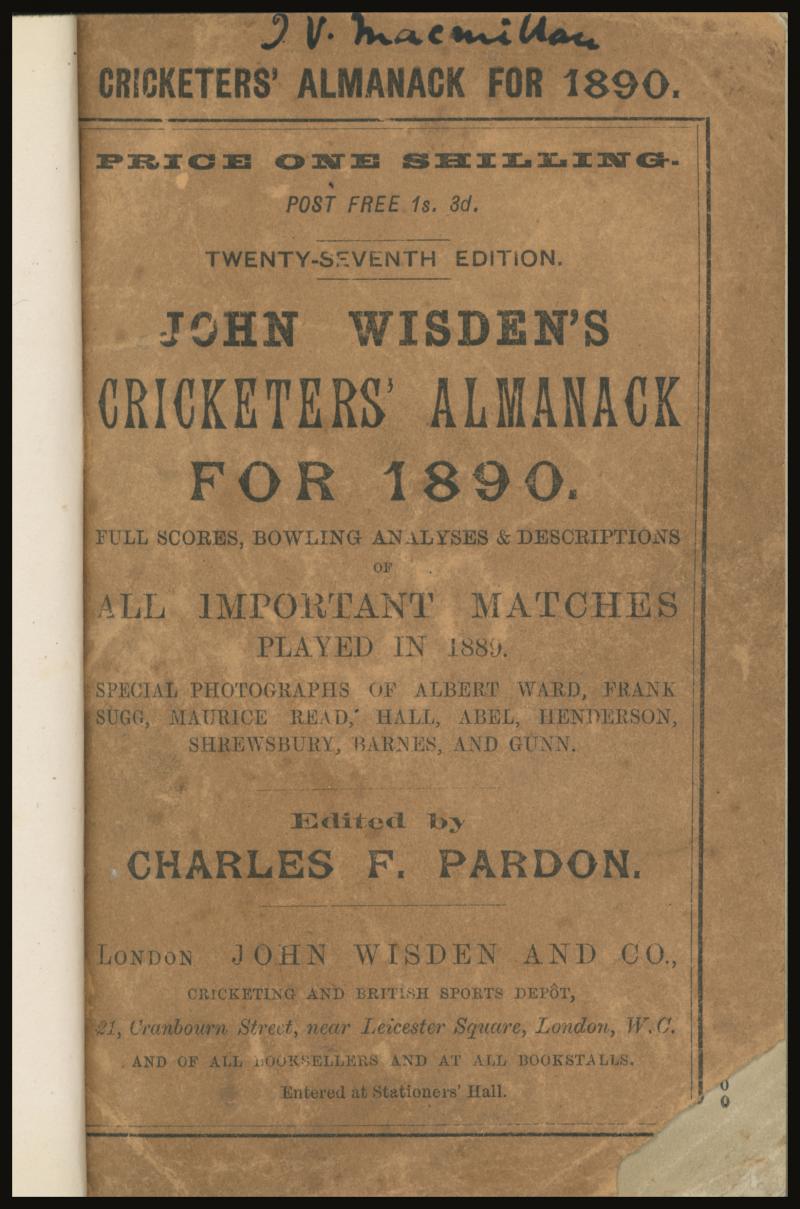 J V. Macmillan
CRICKETERS' ALMANACK FOR 1890.
PRICE ONE SHILLING.
POST FREE 1s. 3d.
TWENTY-SEVENTH EDITION.
JOHN WISDEN'S
CRICKETERS' ALMANACK
FOR 1890.
FULL SCORES, BOWLING ANALYSES & DESCRIPTIONS
OF
ALL IMPORTANT MATCHES
PLAYED IN 1889.
SPECIAL PHOTOGRAPHS OF ALBERT WARD, FRANK
SUGG, MAURICE READ, HALL, ABEL, HENDERSON,
SHREWSBURY, BARNES, AND GUNN.
Edited by
CHARLES F. PARDON.
LONDON JOHN WISDEN AND CO.,
CRICKETING AND BRITISH SPORTS DEPÔT,
21, Cranbourn Street, near Leicester Square, London, W.C.
AND OF ALL BOOKSELLERS AND AT ALL BOOKSTALLS.
Entered at Stationers' Hall.